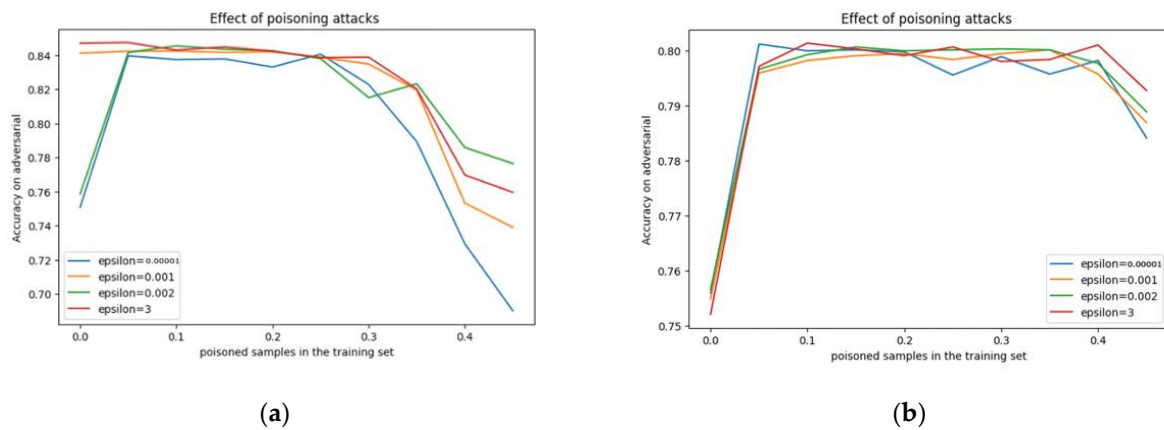 Effect of poisoning attacks
Accuracy on adversarial
0.84
0.82
0.80
0.78
0.76
0.74
0.72
0.70
epsilon=0.00001
epsilon=0.001
epsilon=0.002
epsilon=3
0.0 0.1 0.2 0.3 0.4
poisoned samples in the training set
(a)
Effect of poisoning attacks
Accuracy on adversarial
0.80
0.79
0.78
0.77
0.76
0.75
epsilon=0.00001
epsilon=0.001
epsilon=0.002
epsilon=3
0.0 0.1 0.2 0.3 0.4
poisoned samples in the training set
(b)